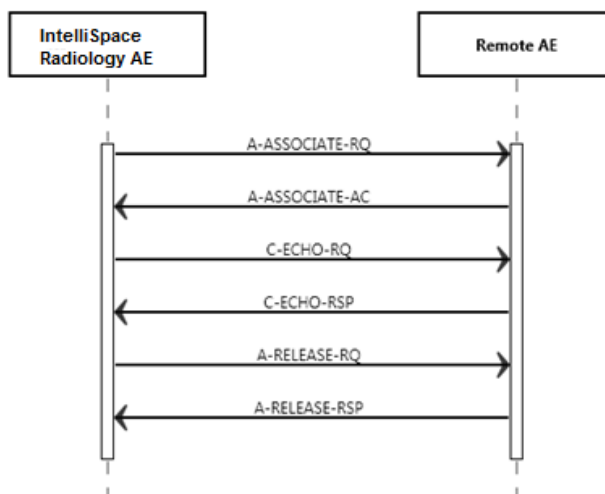 IntelliSpace
Radiology AE
Remote AE
A-ASSOCIATE-RQ
A-ASSOCIATE-AC
C-ECHO-RQ
C-ECHO-RSP
A-RELEASE-RQ
A-RELEASE-RSP